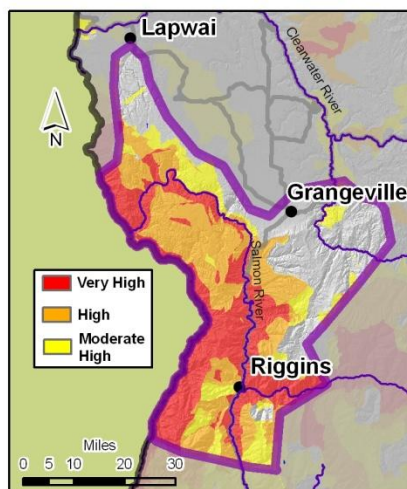 Lapwai
Clearwater River
N
Grangeville
Salmon River
Very High
High
Moderate
High
Riggins
Miles
0 5 10 20 30